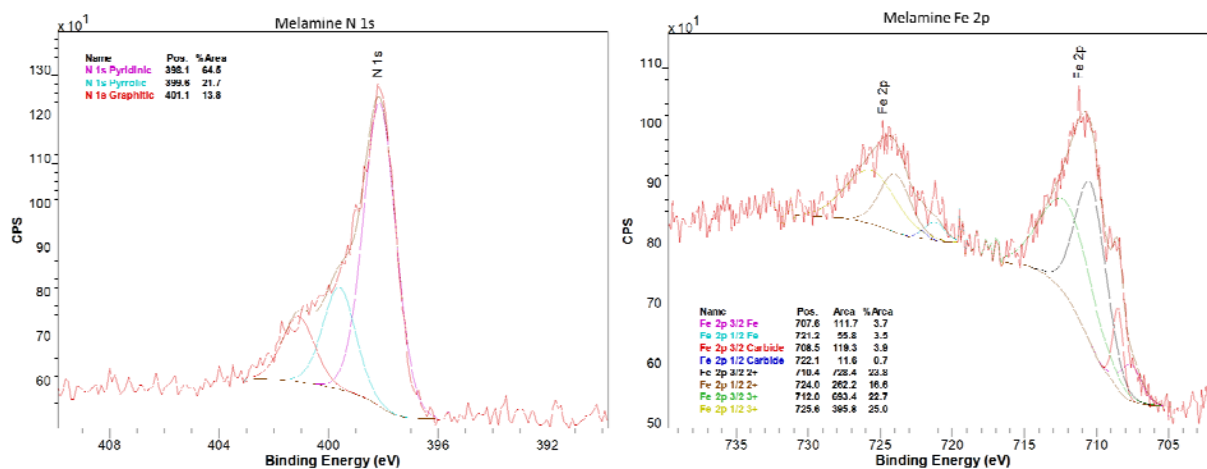 Melamine N 1s
x 10¹
Name Pos. %Area
N 1s Pyridinic 398.1 64.5
N 1s Pyrrolic 399.6 21.7
N 1s Graphitic 401.1 13.8
N 1s
130
120
110
100
90
80
70
60
CPS
408 404 400 396 392
Binding Energy (eV)
Melamine Fe 2p
x 10¹
Fe 2p
Fe 2p
110
100
90
80
70
60
50
CPS
Name Pos. Area %Area
Fe 2p 3/2 Fe 707.6 111.7 3.7
Fe 2p 1/2 Fe 721.2 55.8 3.5
Fe 2p 3/2 Carbide 708.5 119.3 3.9
Fe 2p 1/2 Carbide 722.1 11.6 0.7
Fe 2p 3/2 2+ 710.4 728.4 23.8
Fe 2p 1/2 2+ 724.0 262.2 16.6
Fe 2p 3/2 3+ 712.0 693.4 22.7
Fe 2p 1/2 3+ 725.6 395.8 25.0
735 730 725 720 715 710 705
Binding Energy (eV)